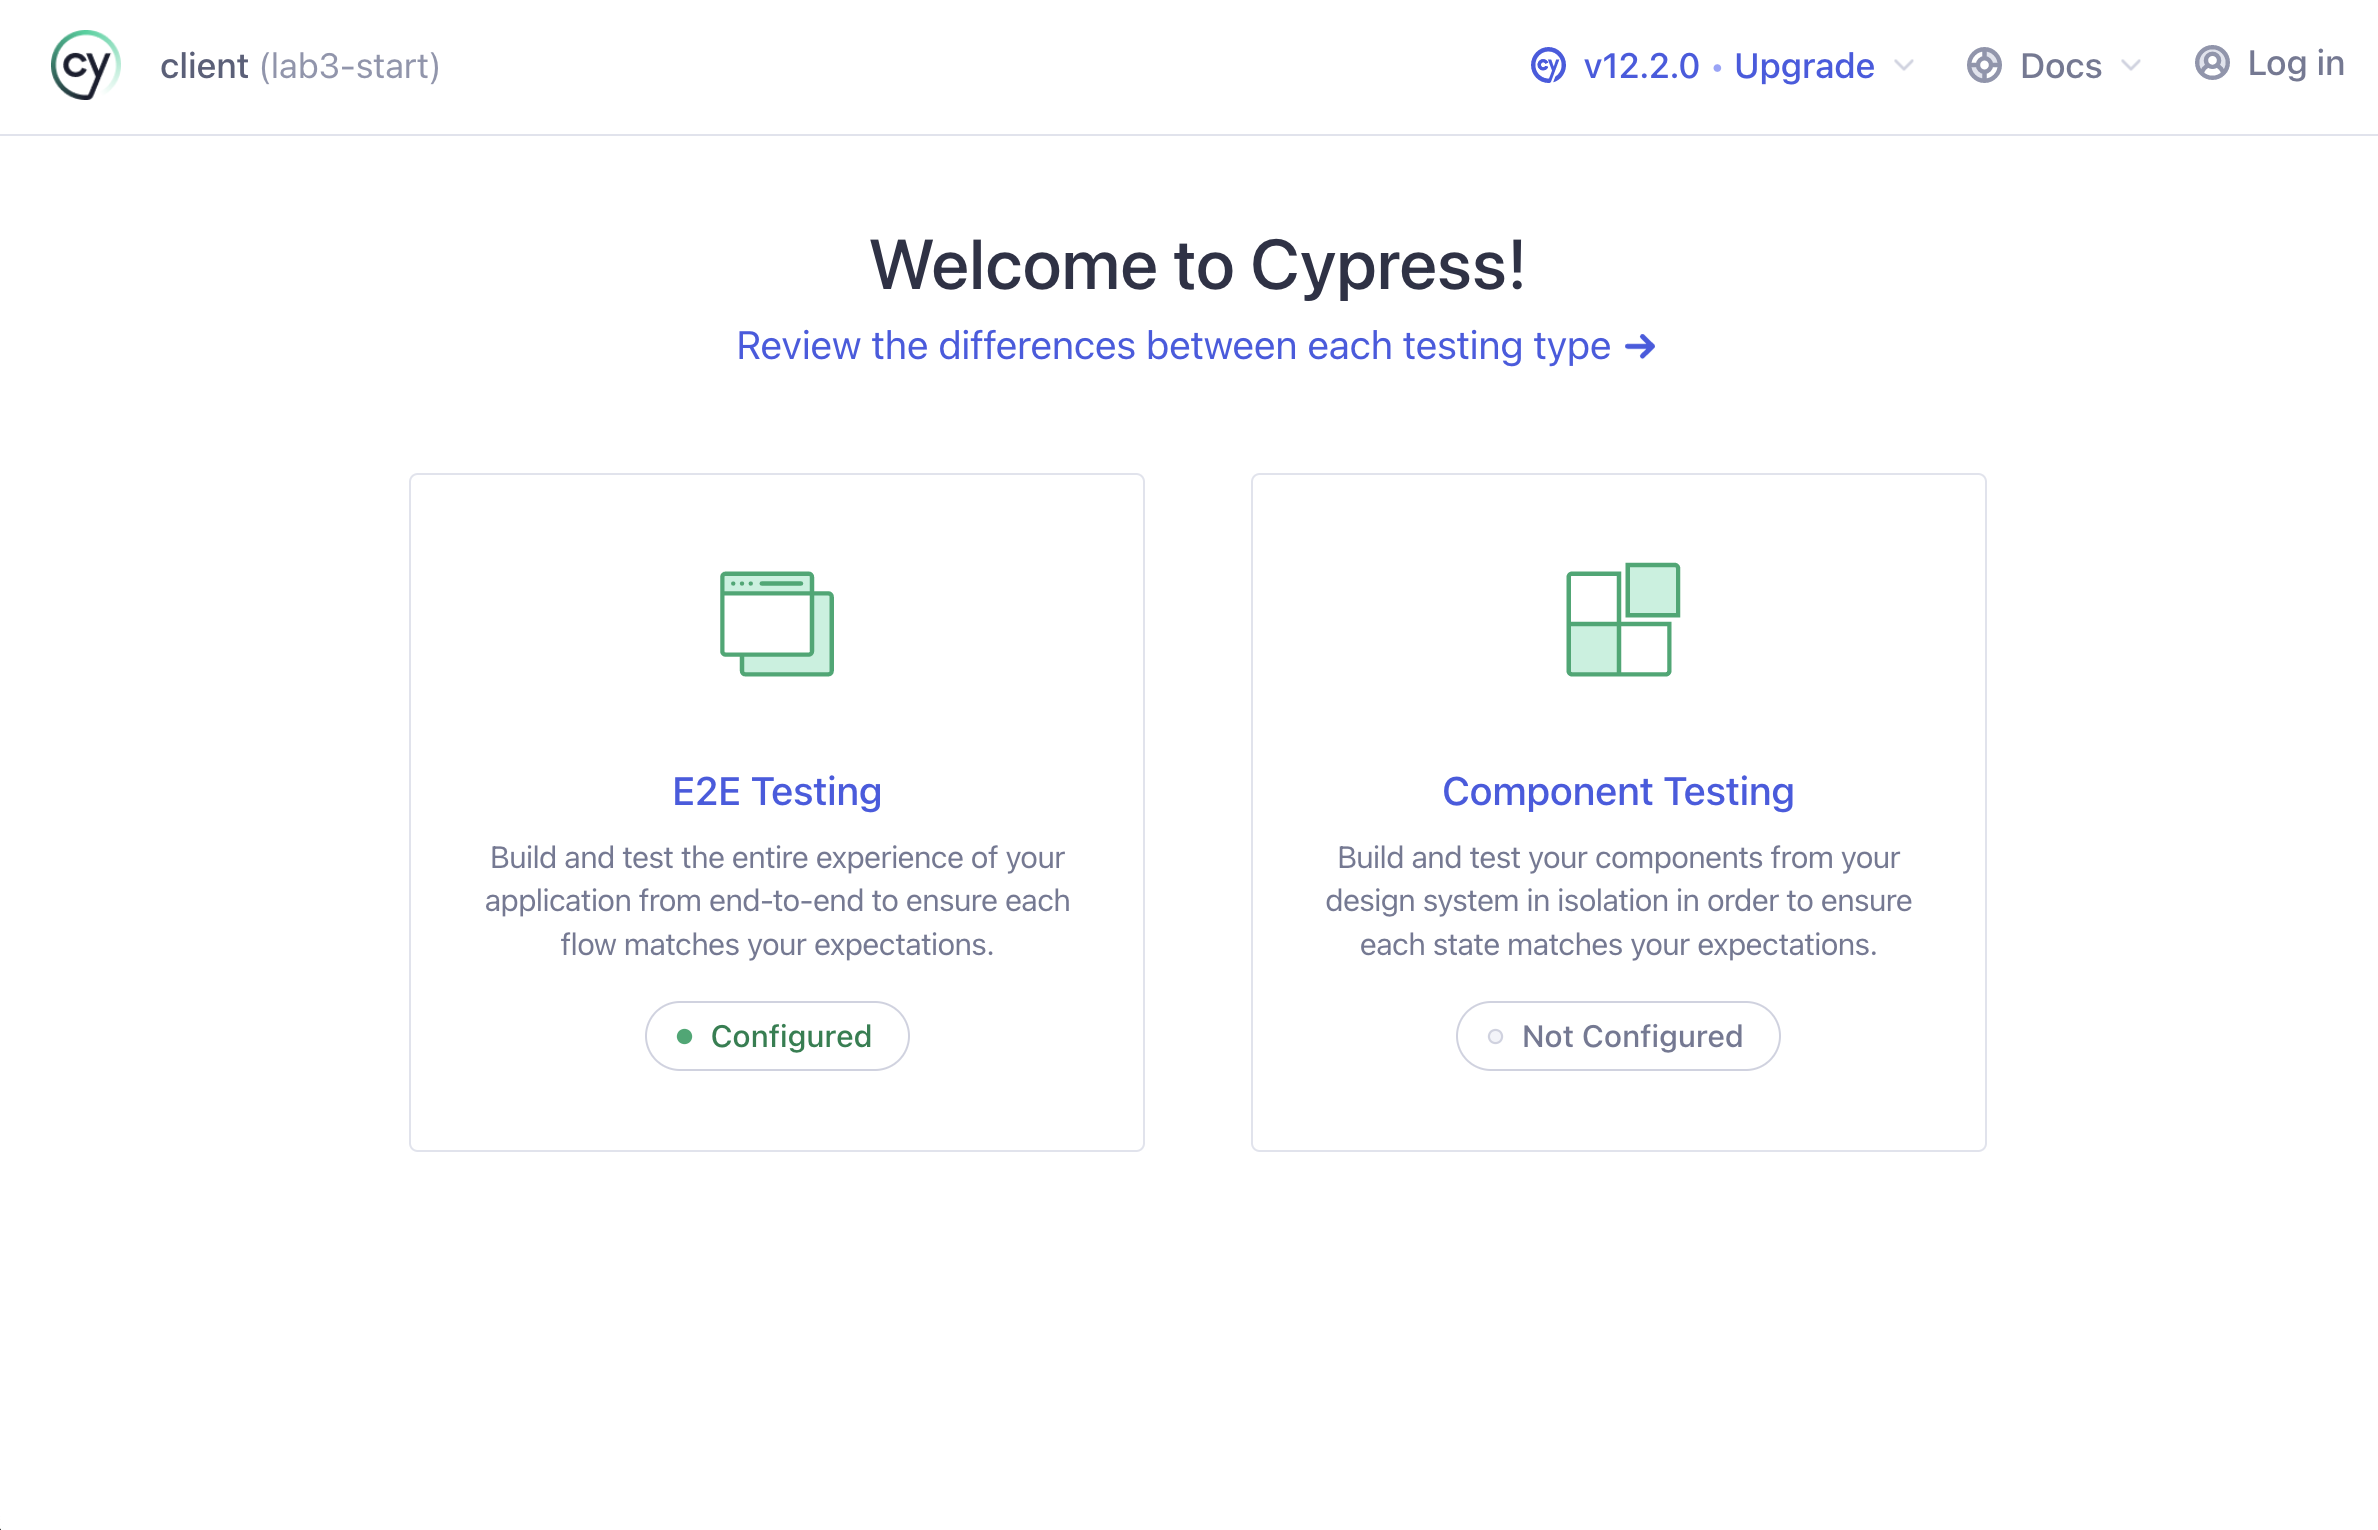 cy client (lab3-start)
cy v12.2.0 • Upgrade Docs Log in
Welcome to Cypress!
Review the differences between each testing type →
E2E Testing
Build and test the entire experience of your
application from end-to-end to ensure each
flow matches your expectations.
Configured
Component Testing
Build and test your components from your
design system in isolation in order to ensure
each state matches your expectations.
Not Configured